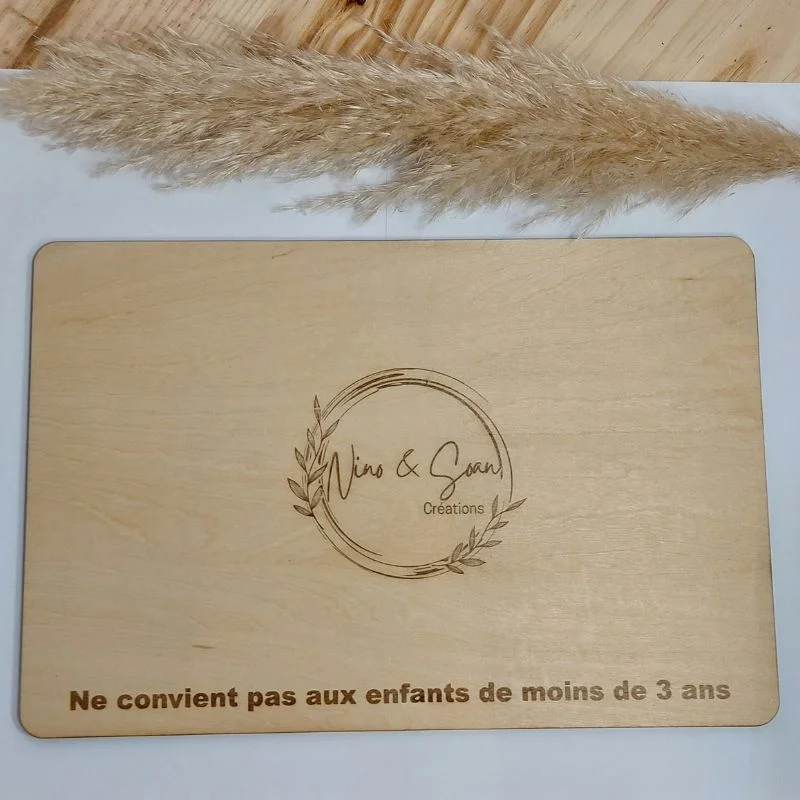 Nino & Soan
Créations
Ne convient pas aux enfants de moins de 3 ans